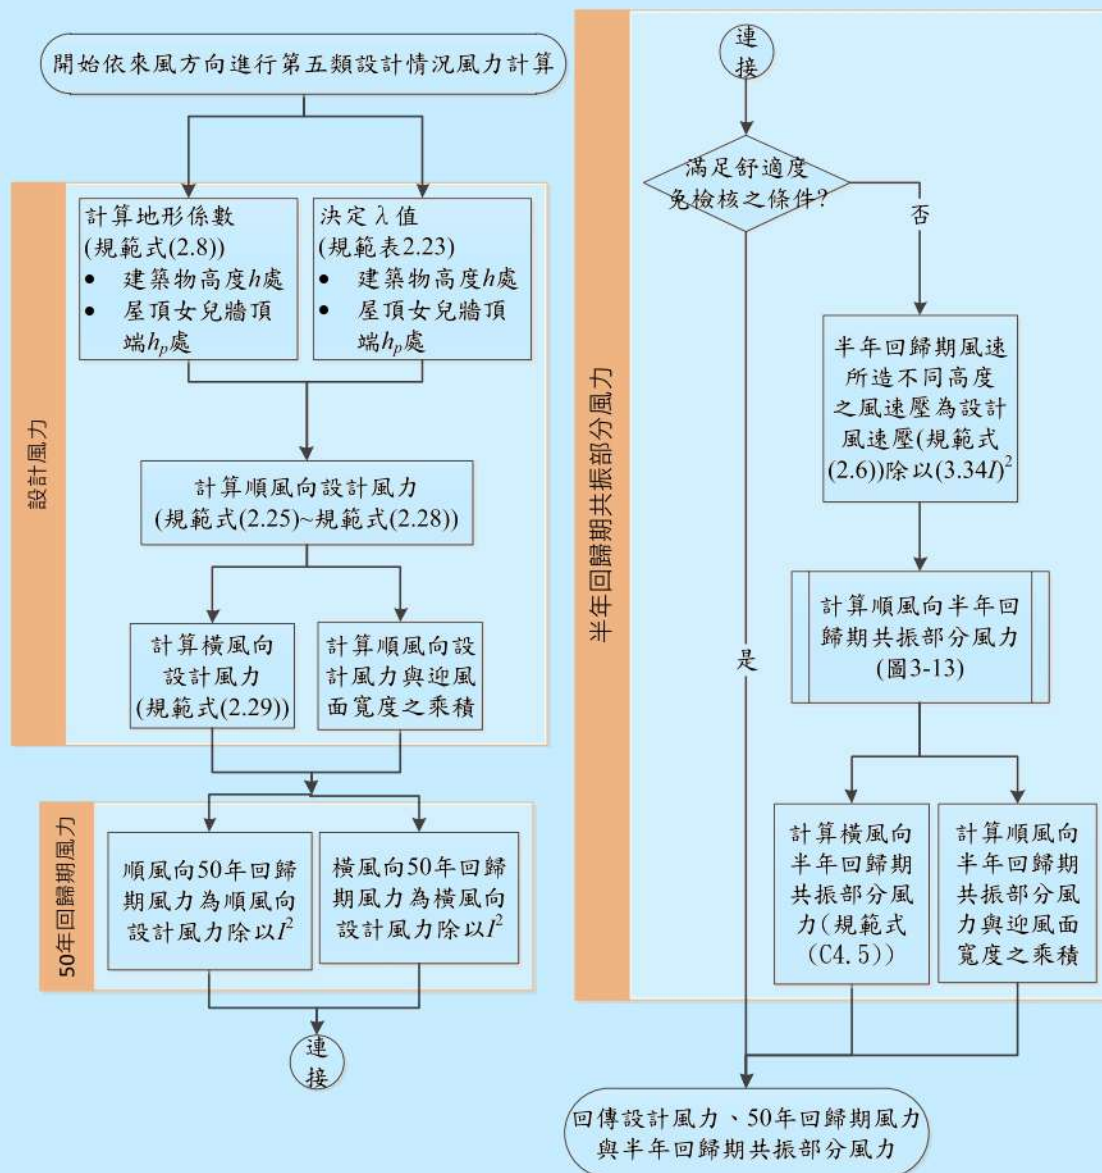 開始依來風方向進行第五類設計情況風力計算
設計風力
計算地形係數
(規範式(2.8))
• 建築物高度h處
• 屋頂女兒牆頂
端hp處
決定λ值
(規範表2.23)
• 建築物高度h處
• 屋頂女兒牆頂
端hp處
計算順風向設計風力
(規範式(2.25)~規範式(2.28))
計算橫風向
設計風力
(規範式(2.29))
計算順風向設
計風力與迎風
面寬度之乘積
50年回歸期風力
順風向50年回歸
期風力為順風向
設計風力除以I²
橫風向50年回歸
期風力為橫風向
設計風力除以I²
連
接
半年回歸期共振部分風力
連
接
滿足舒適度
免檢核之條件?
否
是
半年回歸期風速
所造不同高度
之風速壓為設計
風速壓(規範式
(2.6))除以(3.34I)²
計算順風向半年回
歸期共振部分風力
(圖3-13)
計算橫風向
半年回歸期
共振部分風
力(規範式
(C4.5))
計算順風向
半年回歸期
共振部分風
力與迎風面
寬度之乘積
回傳設計風力、50年回歸期風力
與半年回歸期共振部分風力